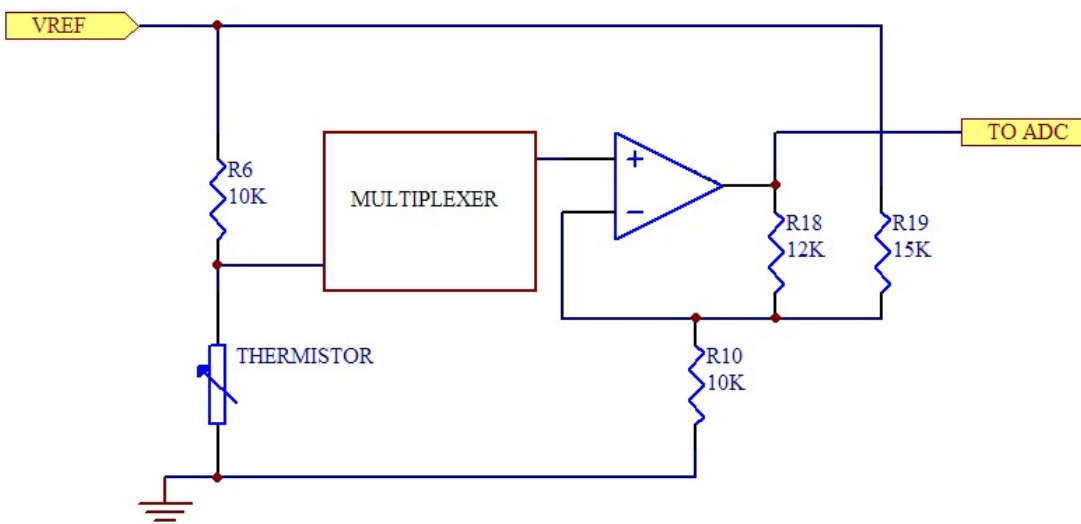 VREF
TO ADC
R6
10K
MULTIPLEXER
+
−
R18
12K
R19
15K
THERMISTOR
R10
10K